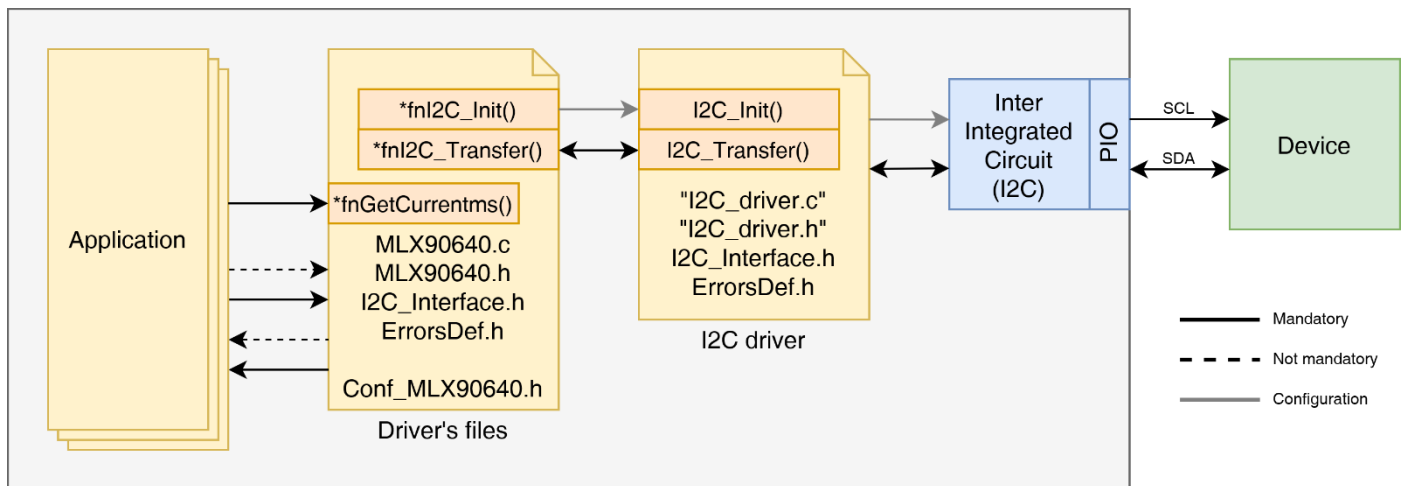 Application
*fnI2C_Init()
*fnI2C_Transfer()
*fnGetCurrentms()
MLX90640.c
MLX90640.h
I2C_Interface.h
ErrorsDef.h
Conf_MLX90640.h
Driver's files
I2C_Init()
I2C_Transfer()
"I2C_driver.c"
"I2C_driver.h"
I2C_Interface.h
ErrorsDef.h
I2C driver
Inter
Integrated
Circuit
(I2C)
PIO
SCL
SDA
Device
Mandatory
Not mandatory
Configuration